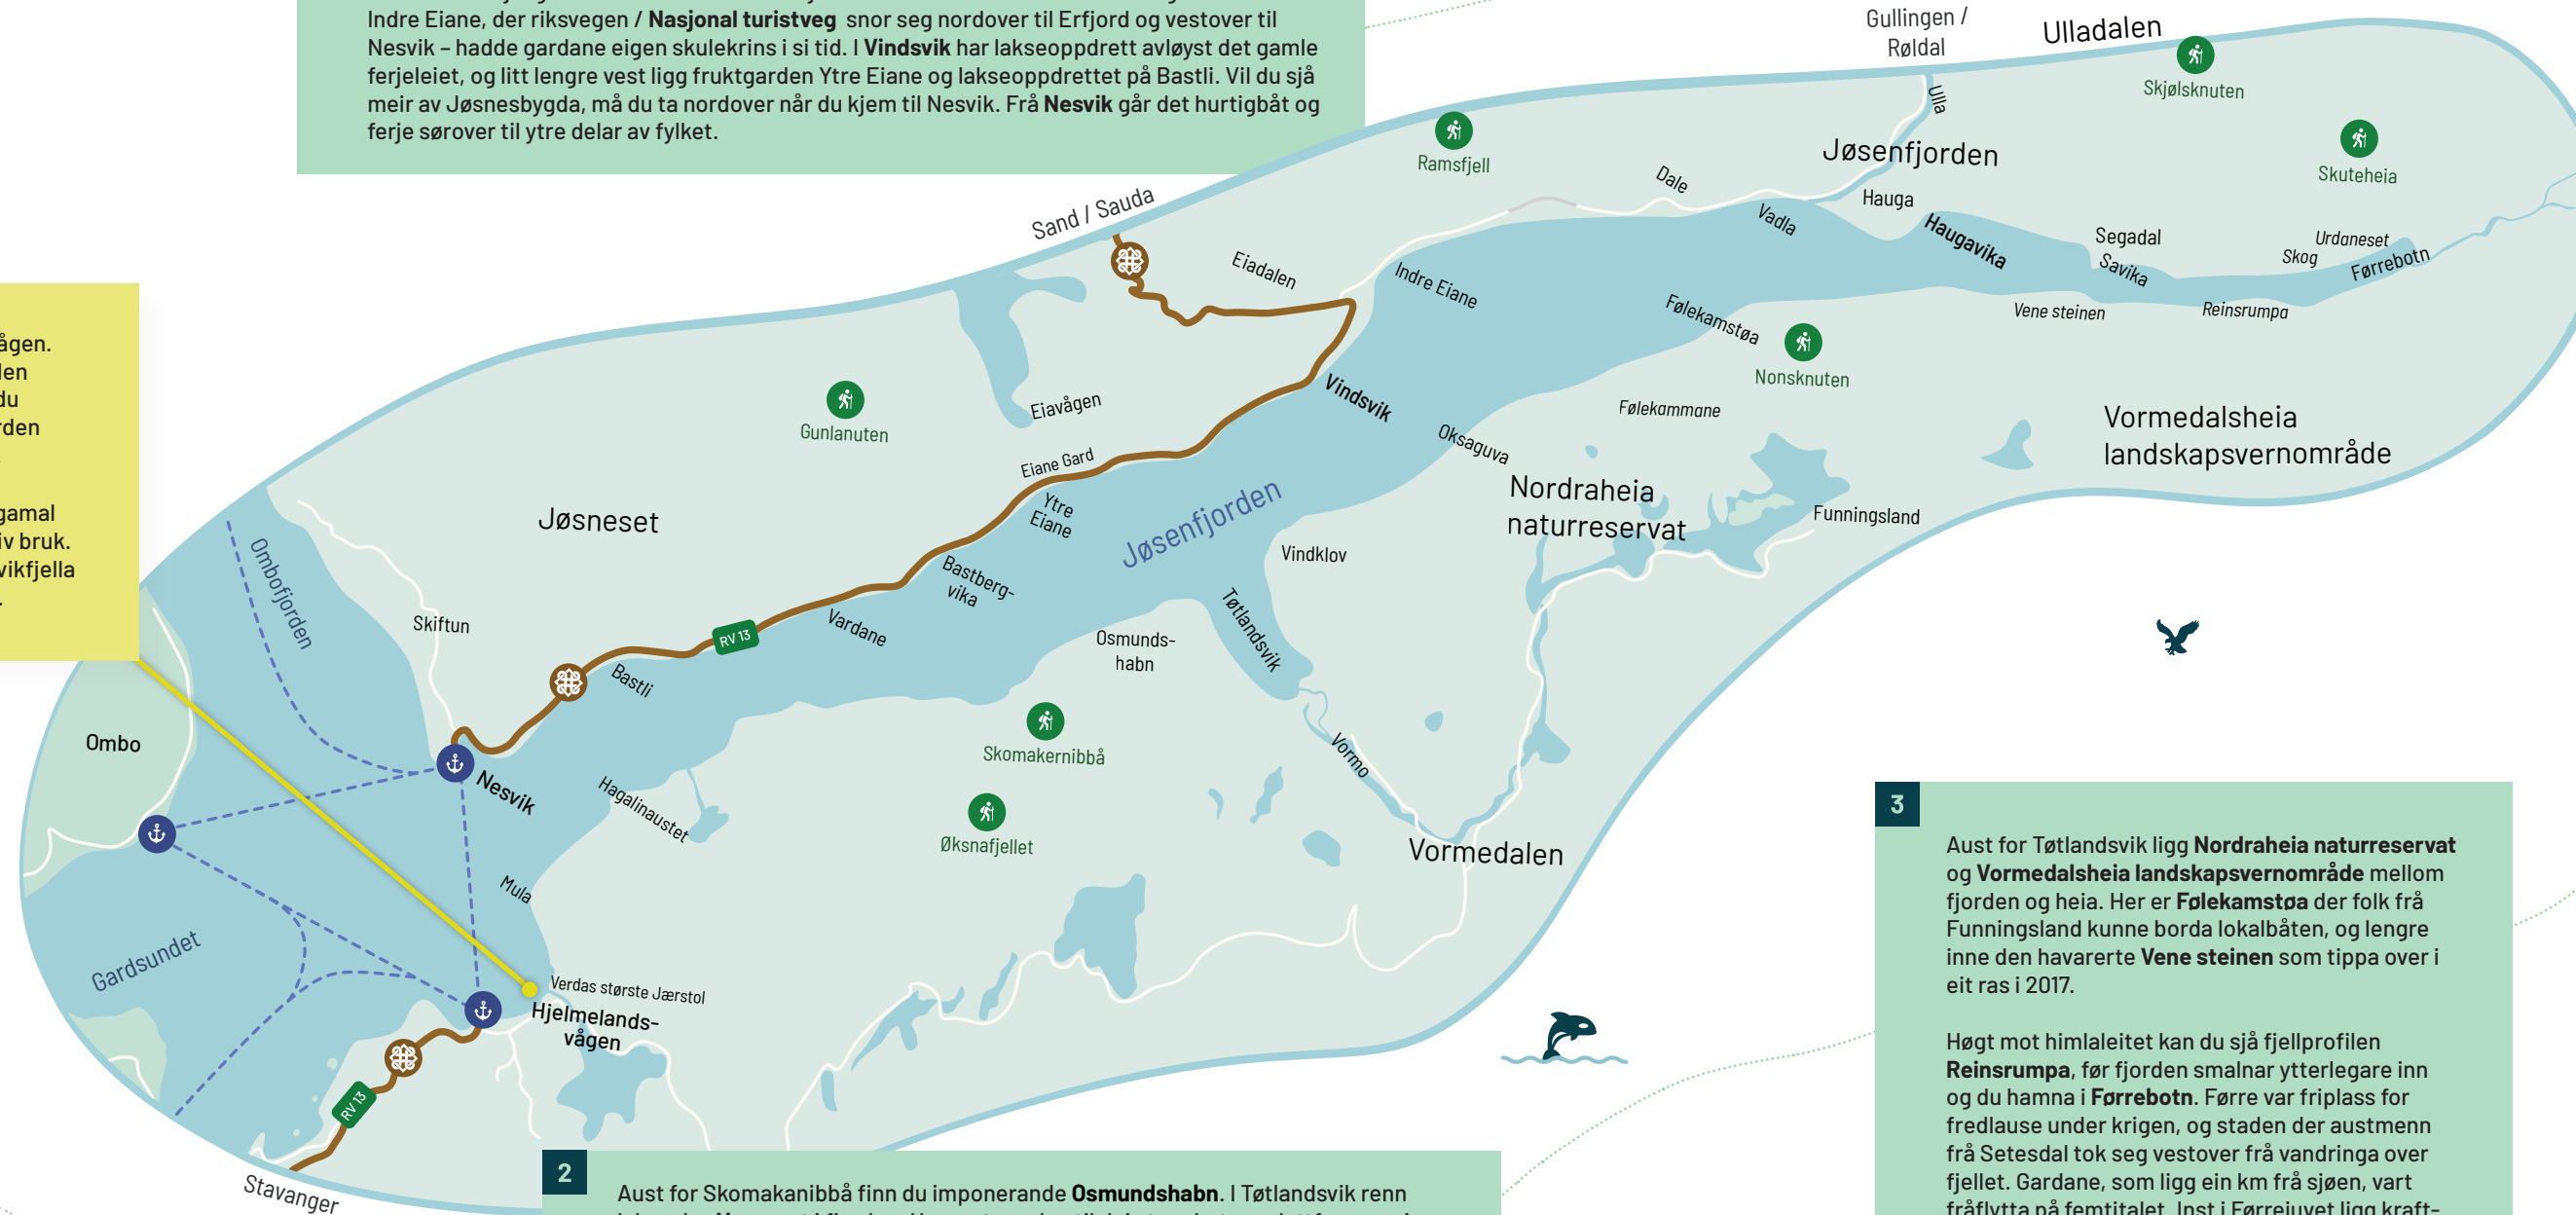 Indre Eiane, der riksvegen / Nasjonal turistveg snor seg nordover til Erfjord og vestover til
Nesvik – hadde gardane eigen skulekrins i si tid. I Vindsvik har lakseoppdrett avløyst det gamle
ferjeleiet, og litt lengre vest ligg fruktgarden Ytre Eiane og lakseoppdrettet på Bastli. Vil du sjå
meir av Jøsnesbygda, må du ta nordover når du kjem til Nesvik. Frå Nesvik går det hurtigbåt og
ferje sørover til ytre delar av fylket.
Gullingen /
Røldal
Ulladalen
Skjølsknuten
Ulla
Ramsfjell
Jøsenfjorden
Skuteheia
Dale
Hauga
Vadla
Haugavika
Segadal
Savika
Urdaneset
Skog
Førrebotn
Sand / Sauda
Eiadalen
Indre Eiane
Følekamstøa
Vene steinen
Reinsrumpa
Nonsknuten
Vindsvik
Følekammane
Vormedalsheia
landskapsvernområde
Gunlanuten
Eiavågen
Eiane Gard
Oksaguva
Ytre
Eiane
Jøsenfjorden
Nordraheia
naturreservat
Funningsland
Jøsneset
Vindklov
Bastberg-
vika
Ombofjorden
Skiftun
Vardane
RV 13
Osmunds-
habn
Tøtlandsvik
Bastli
Ombo
Skomakernibbå
Vormo
Nesvik
Hagalinaustet
Øksnafjellet
Vormedalen
Mula
Gardsundet
Verdas største Jærstol
Hjelmelands-
vågen
RV 13
Stavanger
ågen.
den
gamal
iv bruk.
vikfjella
2
Aust for Skomakanibbå finn du imponerande Osmundshabn. I Tøtlandsvik renn
3
Aust for Tøtlandsvik ligg Nordraheia naturreservat
og Vormedalsheia landskapsvernområde mellom
fjorden og heia. Her er Følekamstøa der folk frå
Funningsland kunne borda lokalbåten, og lengre
inne den havarerte Vene steinen som tippa over i
eit ras i 2017.
Høgt mot himlaleitet kan du sjå fjellprofilen
Reinsrumpa, før fjorden smalnar ytterlegare inn
og du hamna i Førrebotn. Førre var friplass for
fredlause under krigen, og staden der austmenn
frå Setesdal tok seg vestover frå vandringa over
fjellet. Gardane, som ligg ein km frå sjøen, vart
fråflytta på femtitalet. Inst i Førrejuvet ligg kraft-